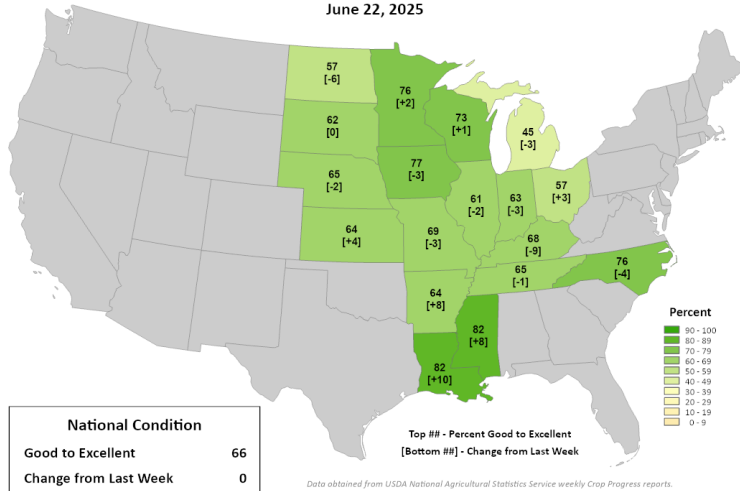 June 22, 2025
57
[-6]
76
[+2]
73
[+1]
45
[-3]
62
[0]
77
[-3]
65
[-2]
61
[-2]
63
[-3]
57
[+3]
64
[+4]
69
[-3]
68
[-9]
65
[-1]
76
[-4]
64
[+8]
82
[+8]
82
[+10]
Percent
90 - 100
80 - 89
70 - 79
60 - 69
50 - 59
40 - 49
30 - 39
20 - 29
10 - 19
0 - 9
National Condition
Good to Excellent 66
Change from Last Week 0
Top ## - Percent Good to Excellent
[Bottom ##] - Change from Last Week
Data obtained from USDA National Agricultural Statistics Service weekly Crop Progress reports.